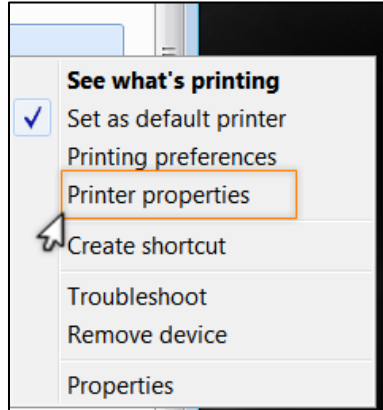 See what's printing
Set as default printer
Printing preferences
Printer properties
Create shortcut
Troubleshoot
Remove device
Properties